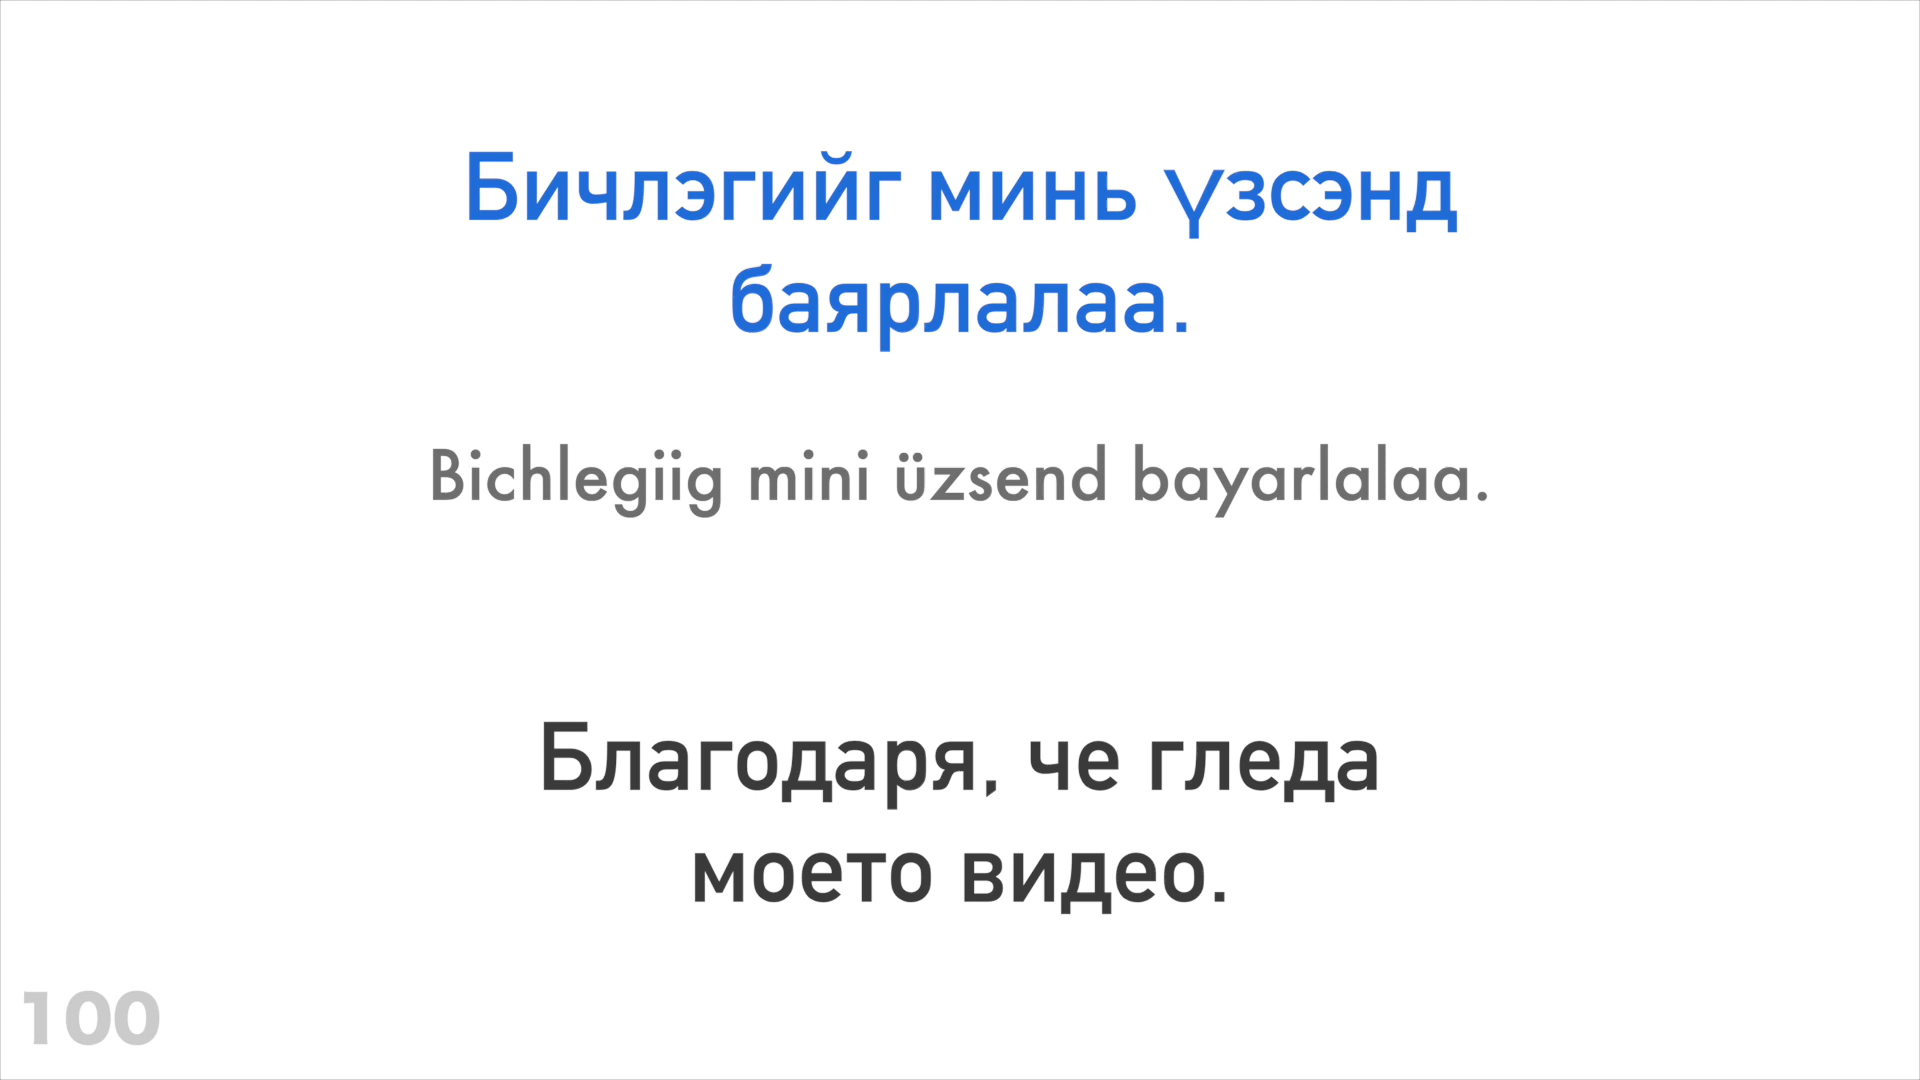 Бичлэгийг минь үзсэнд
баярлалаа.
Bichlegiig mini üzsend bayarlalaa.
Благодаря, че гледа
моето видео.
100